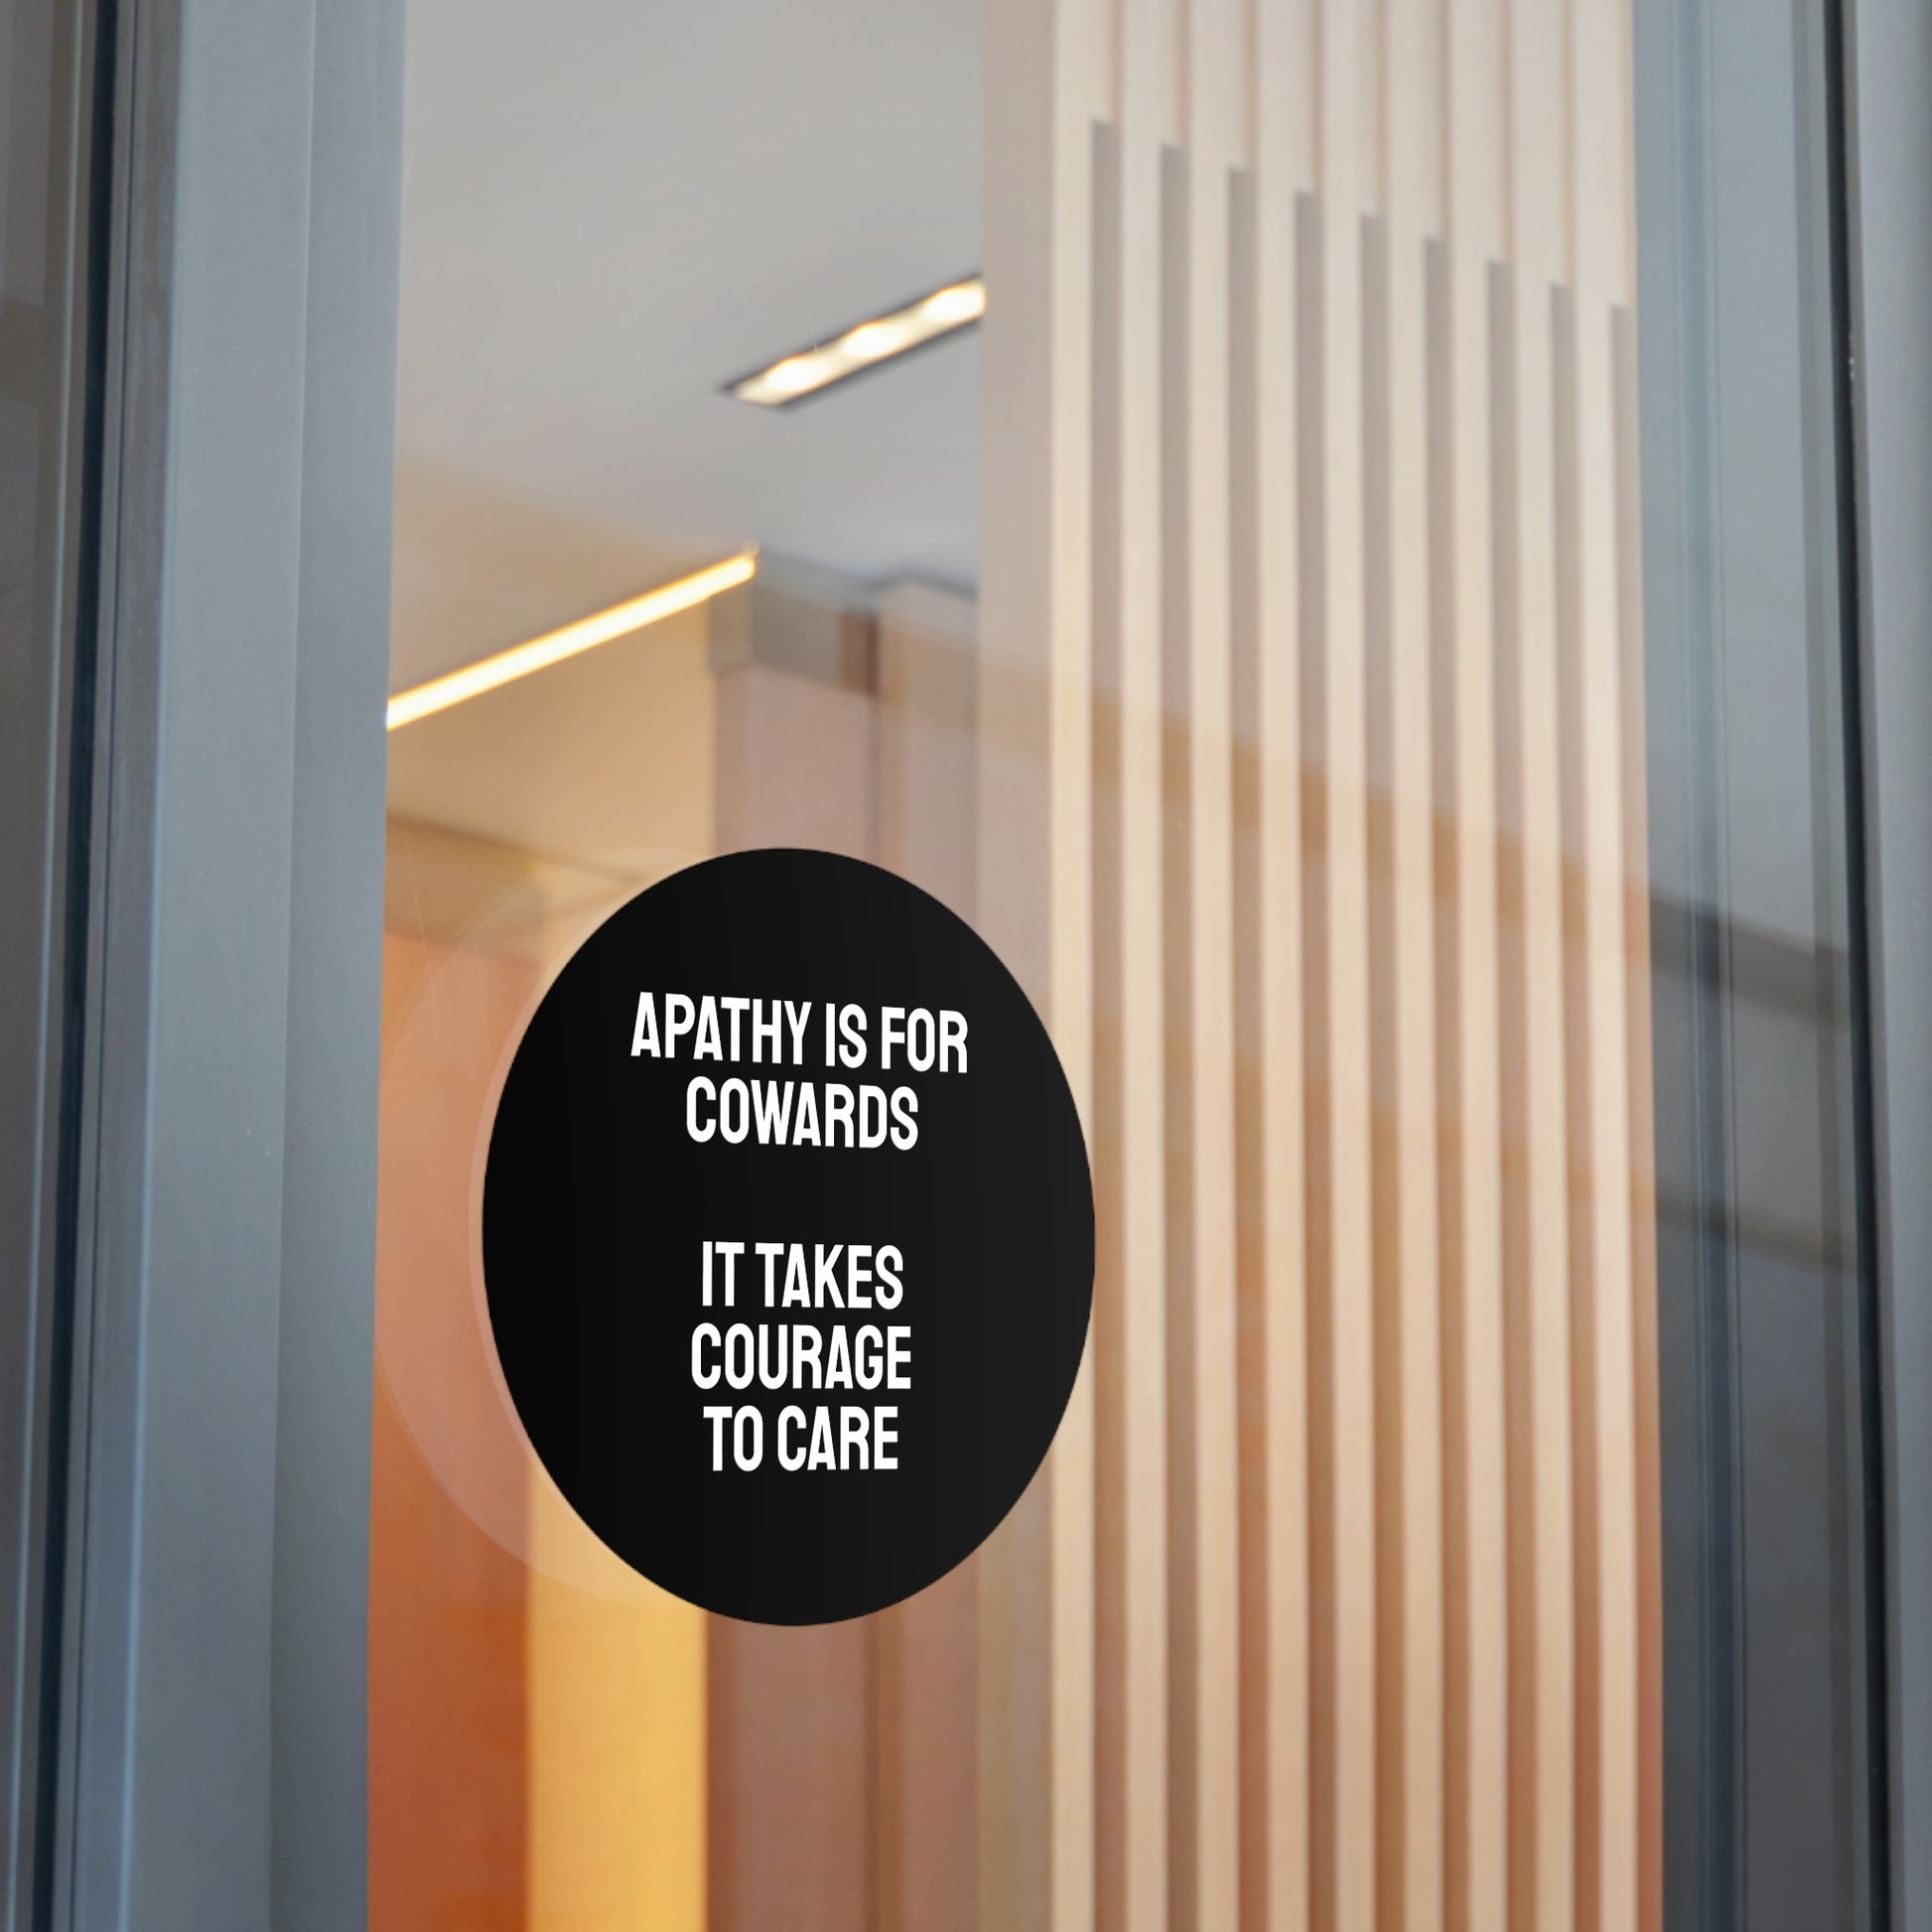 APATHY IS FOR
COWARDS
IT TAKES
COURAGE
TO CARE